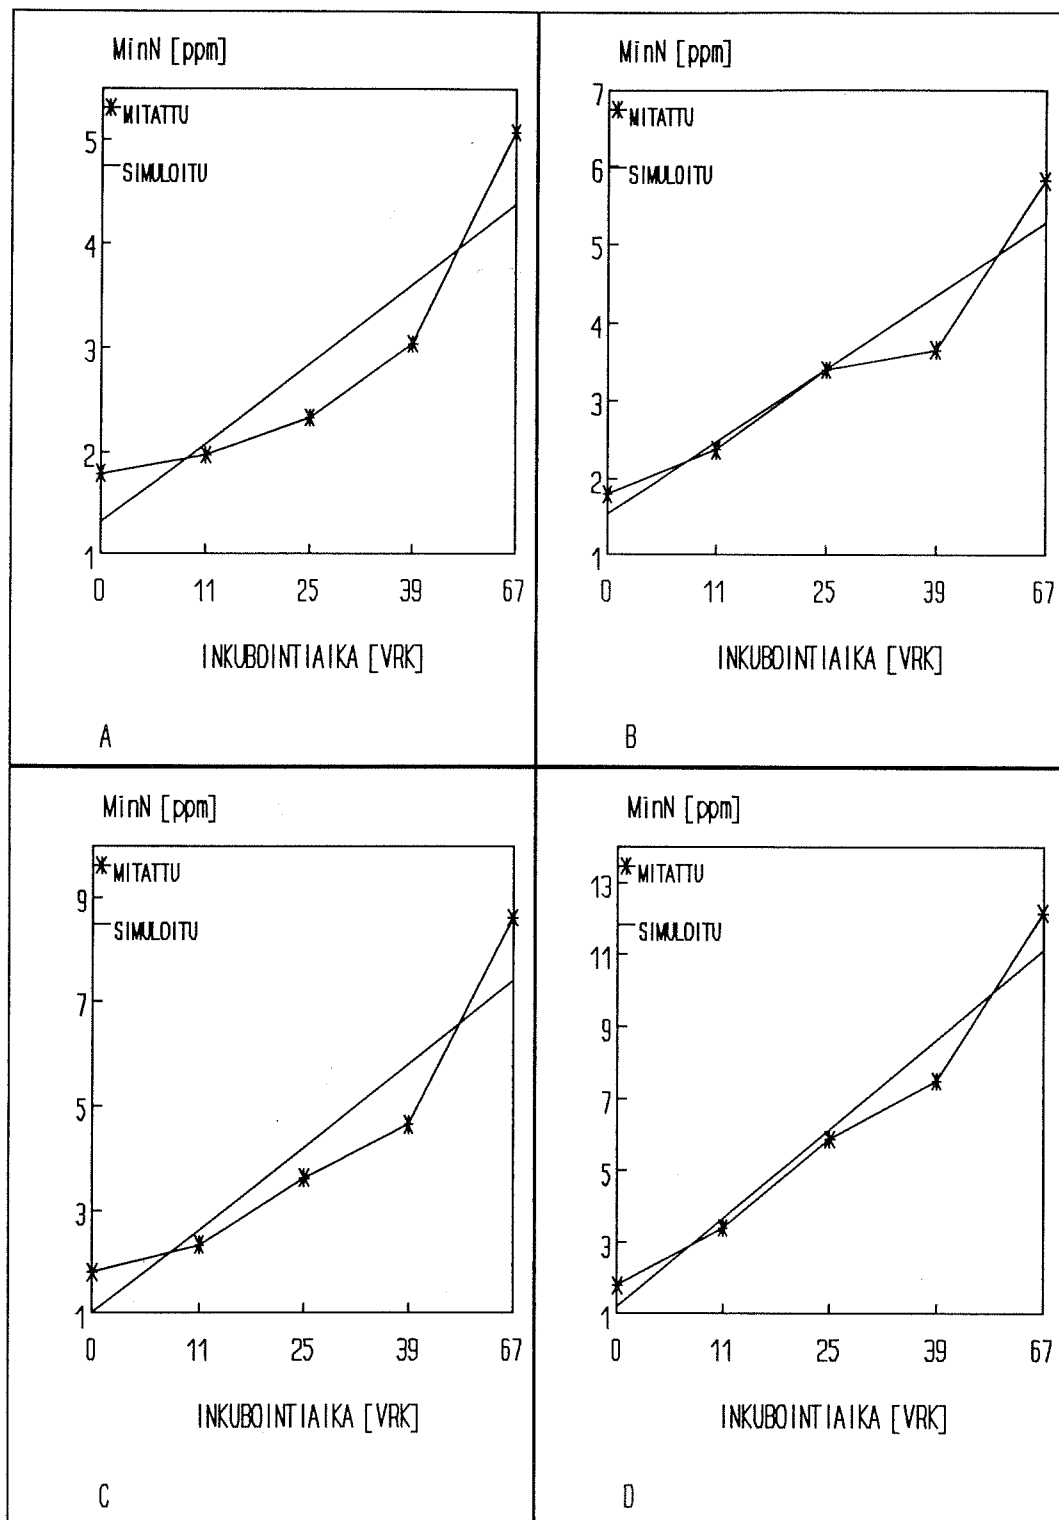 MinN [ppm]
MITATTU
SIMULOITU
5
4
3
2
1
0 11 25 39 67
INKUBOINTIAIKA [VRK]
A
MinN [ppm]
7
MITATTU
6
SIMULOITU
5
4
3
2
1
0 11 25 39 67
INKUBOINTIAIKA [VRK]
B
MinN [ppm]
MITATTU
9
SIMULOITU
7
5
3
1
0 11 25 39 67
INKUBOINTIAIKA [VRK]
C
MinN [ppm]
MITATTU
13
SIMULOITU
11
9
7
5
3
1
0 11 25 39 67
INKUBOINTIAIKA [VRK]
D